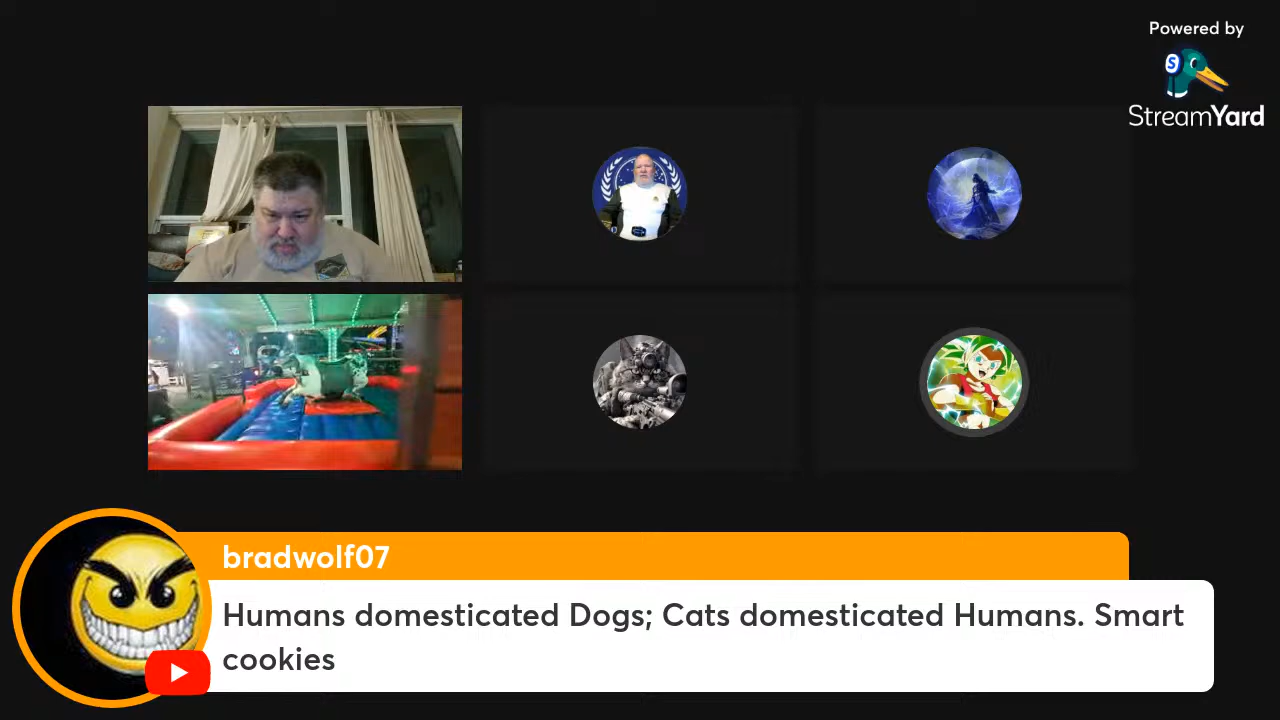 Powered by
S
StreamYard
bradwolf07
Humans domesticated Dogs; Cats domesticated Humans. Smart
cookies